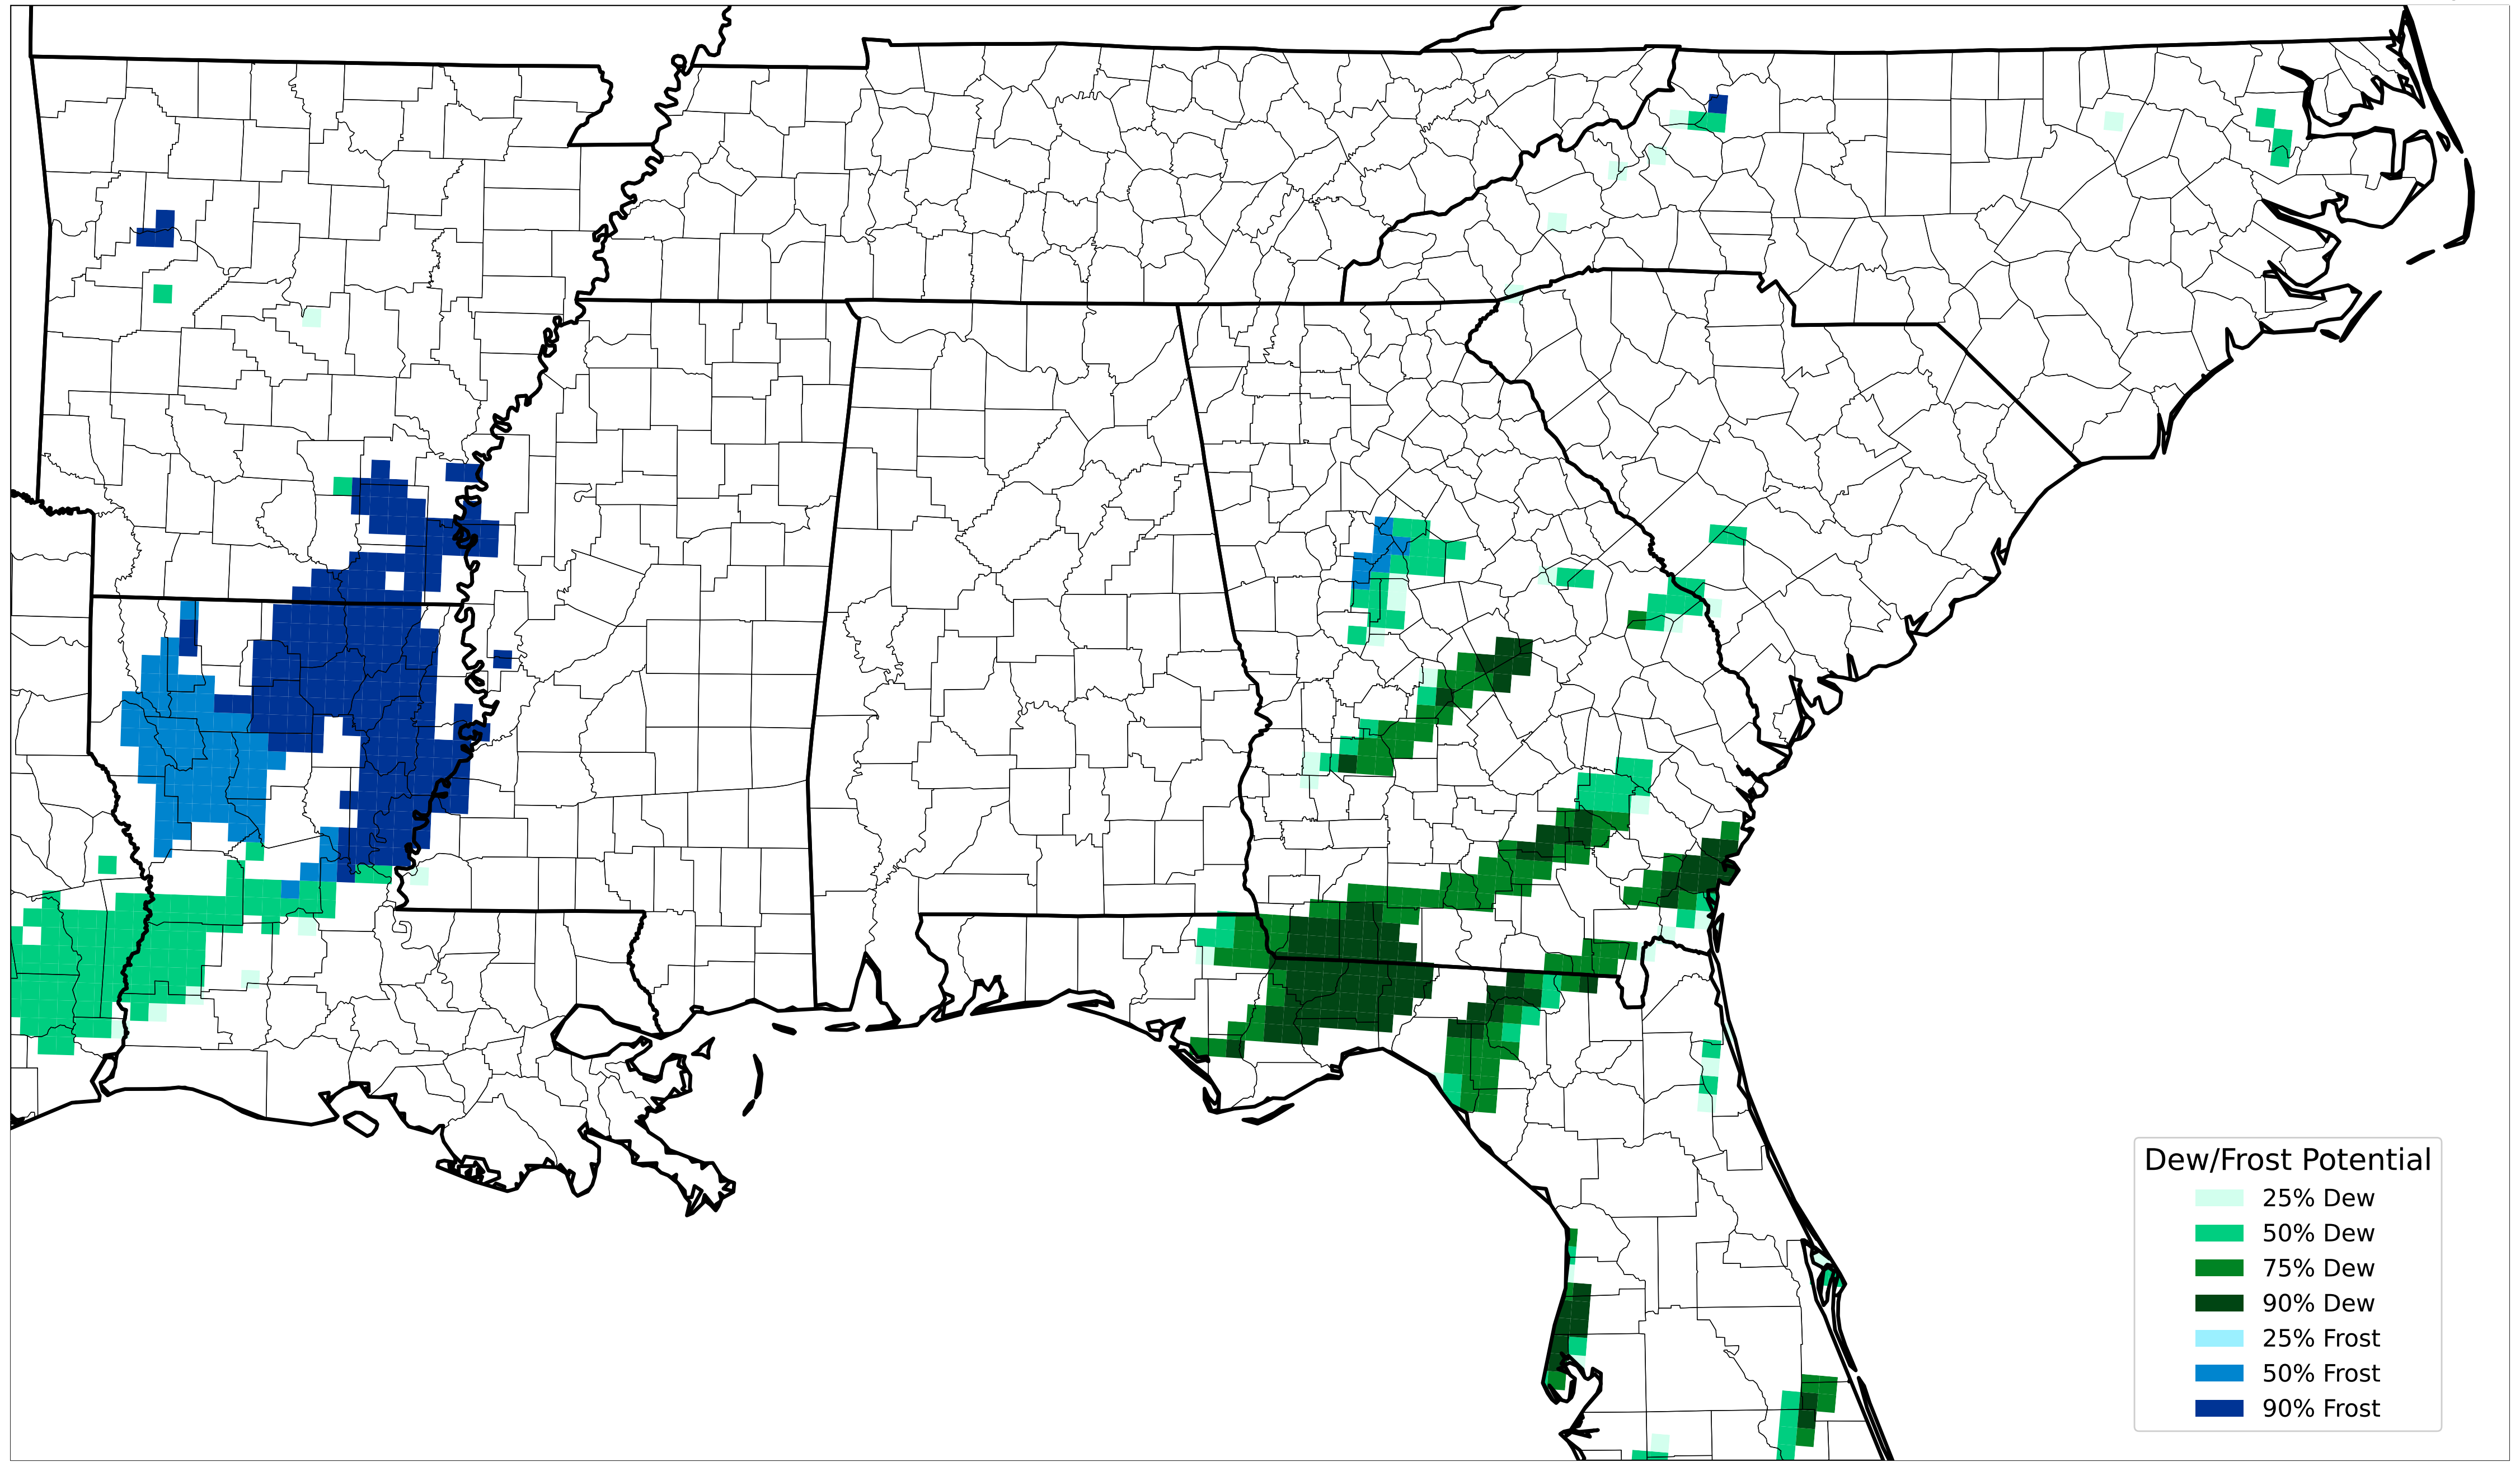 Dew/Frost Potential
25% Dew
50% Dew
75% Dew
90% Dew
25% Frost
50% Frost
90% Frost